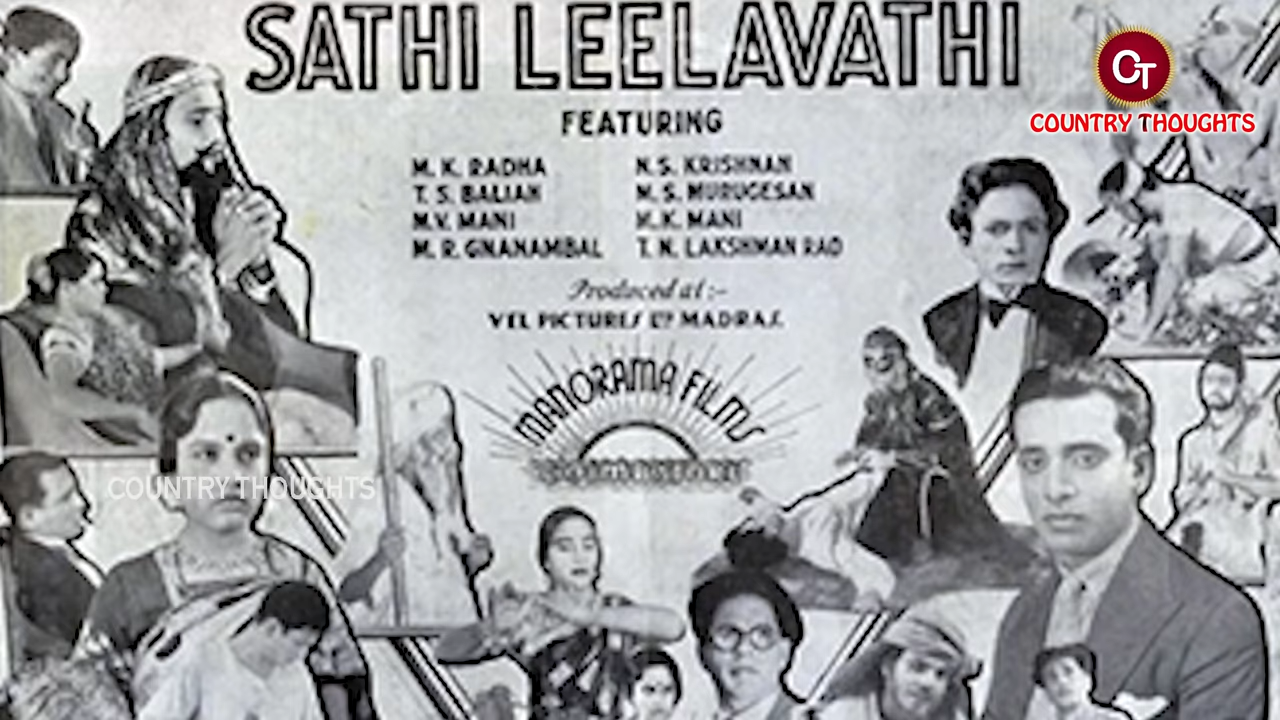 SATHI LEELAVATHI
CT
COUNTRY THOUGHTS
FEATURING
M. K. RADHA
N. S. KRISHNAN
T. S. BALIAH
M. S. MURUGESAN
M.V. MANI
K.K. MANI
M. R. GNANAMBAL
T. N. LAKSHMAN RAO
Produced at :-
VEL PICTURES LTD MADRAS.
MANORAMA FILMS
COUNTRY THOUGHTS